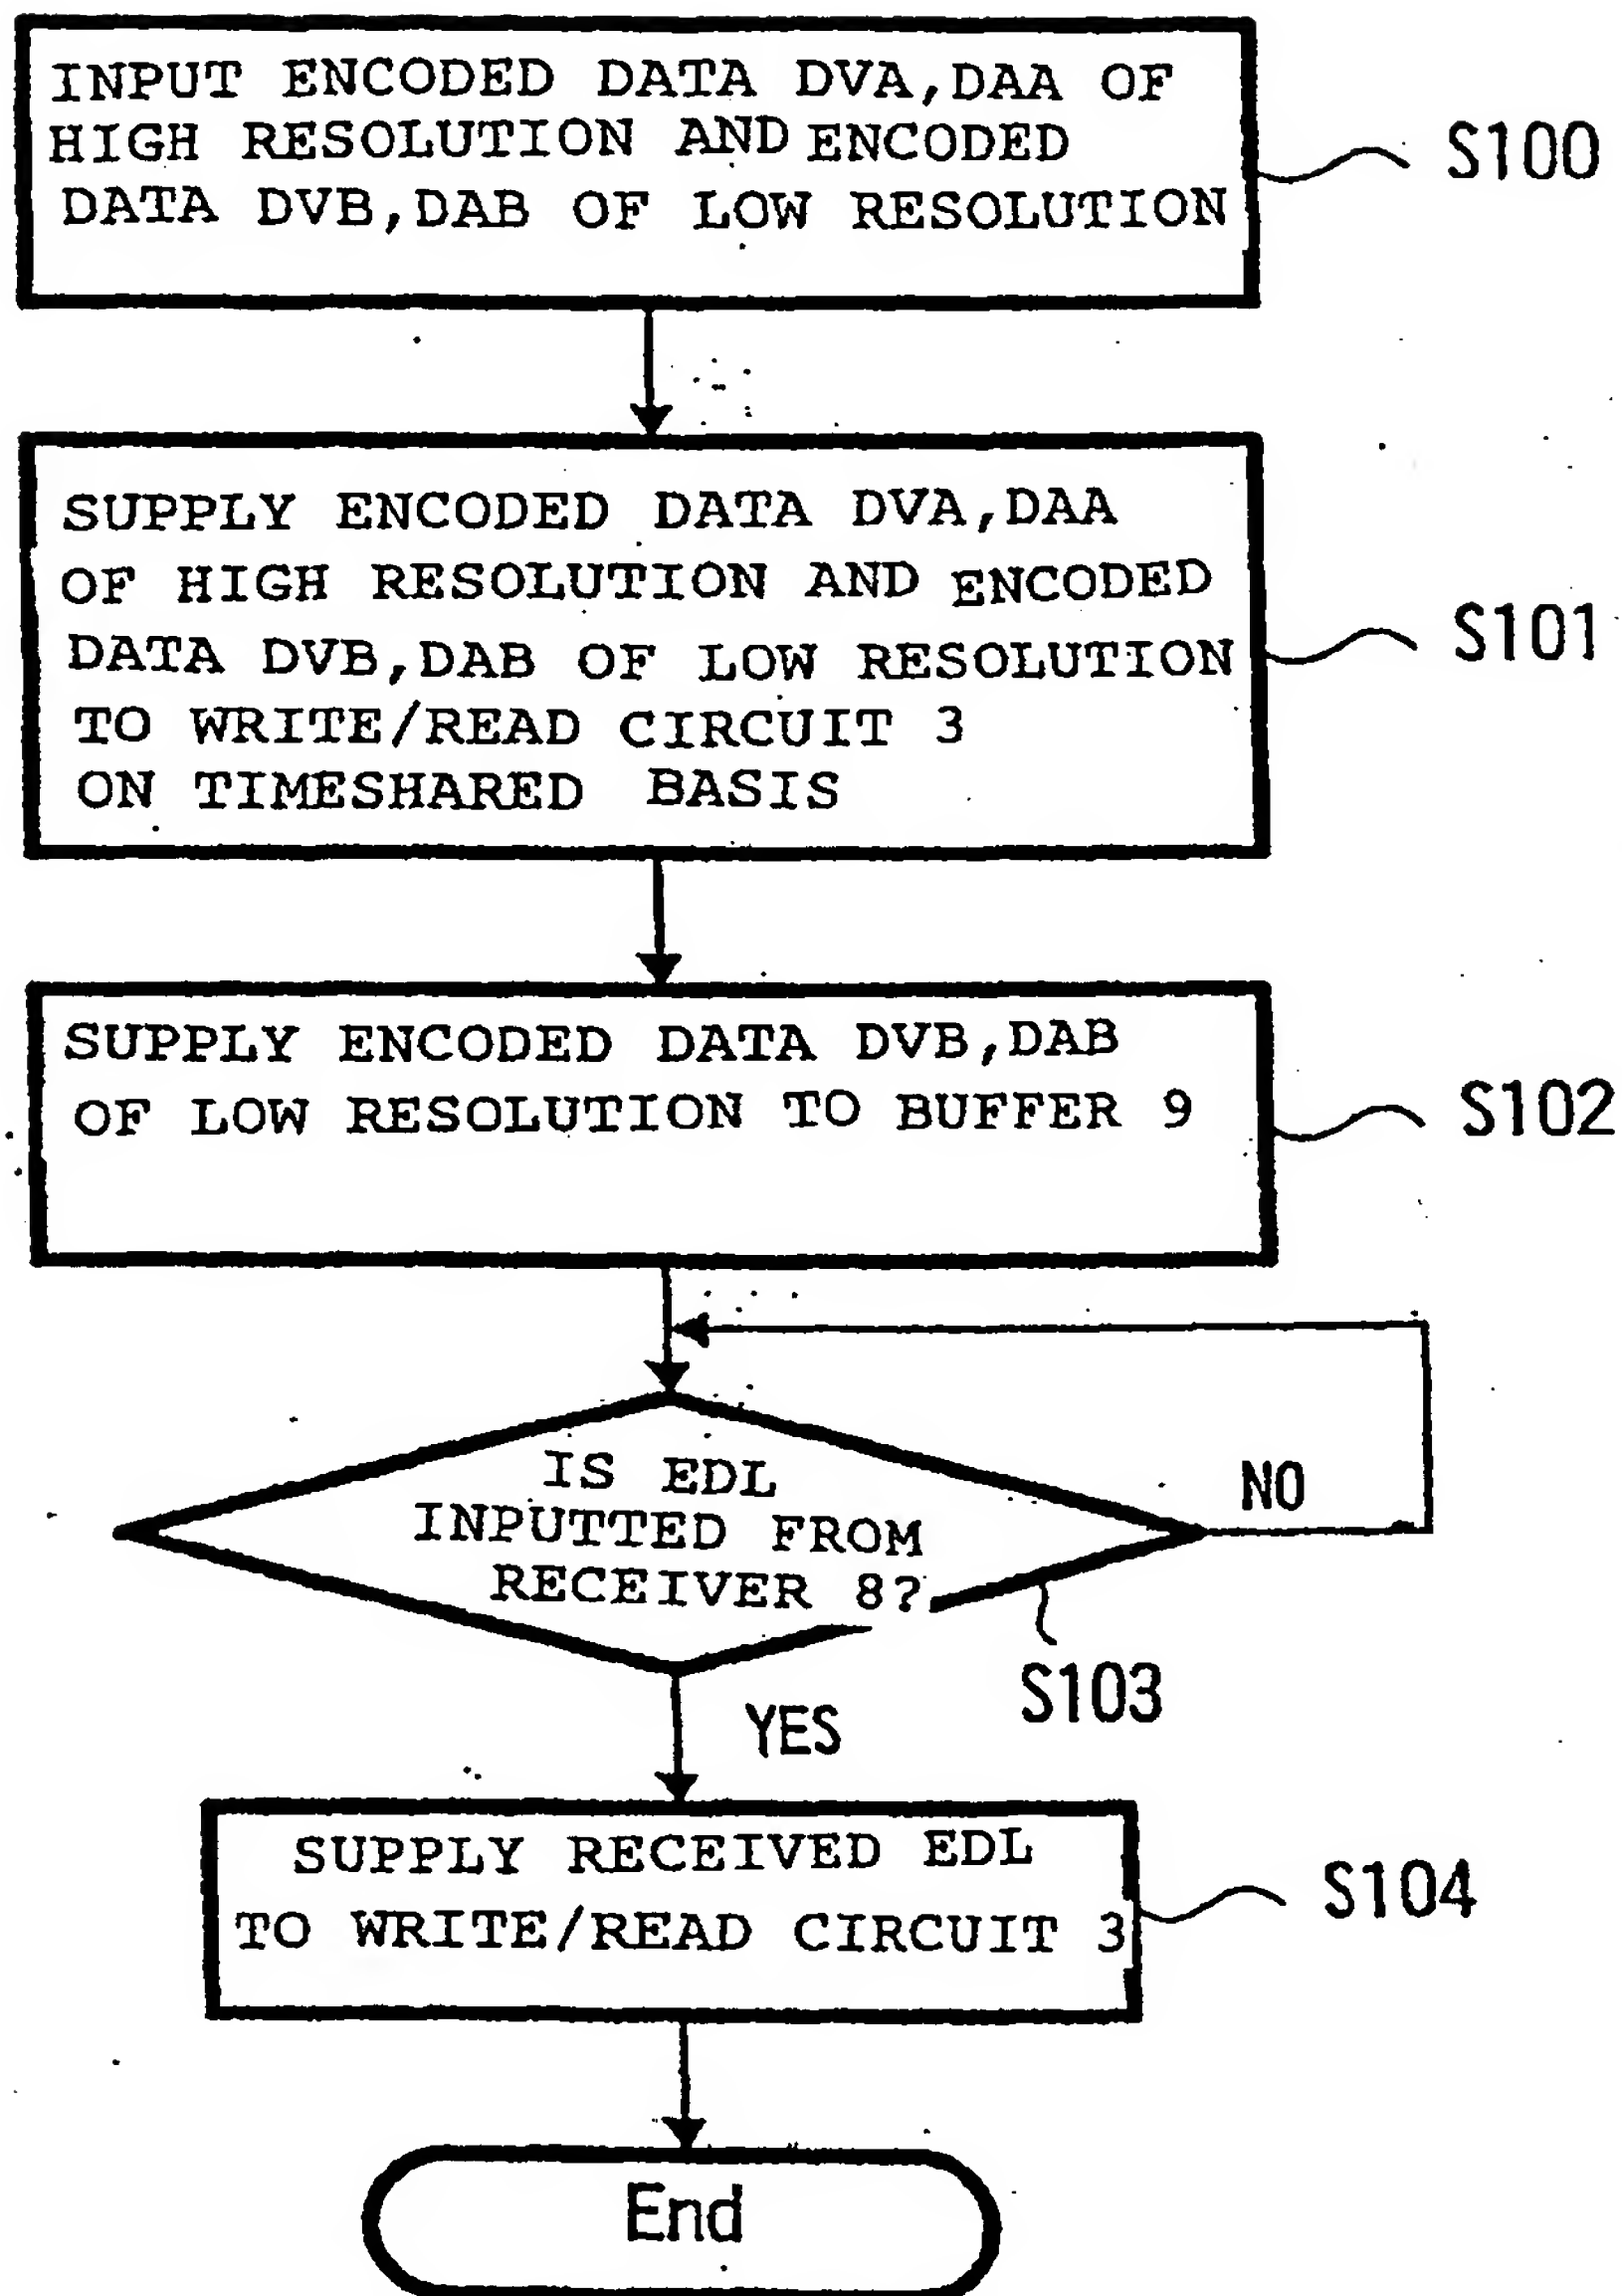 INPUT ENCODED DATA DVA,DAA OF
HIGH RESOLUTION AND ENCODED
DATA DVB,DAB OF LOW RESOLUTION
S100
SUPPLY ENCODED DATA DVA,DAA
OF HIGH RESOLUTION AND ENCODED
DATA DVB,DAB OF LOW RESOLUTION
TO WRITE/READ CIRCUIT 3
ON TIMESHARED BASIS
S101
SUPPLY ENCODED DATA DVB,DAB
OF LOW RESOLUTION TO BUFFER 9
S102
IS EDL
INPUTTED FROM
RECEIVER 8?
NO
S103
YES
SUPPLY RECEIVED EDL
TO WRITE/READ CIRCUIT 3
S104
End